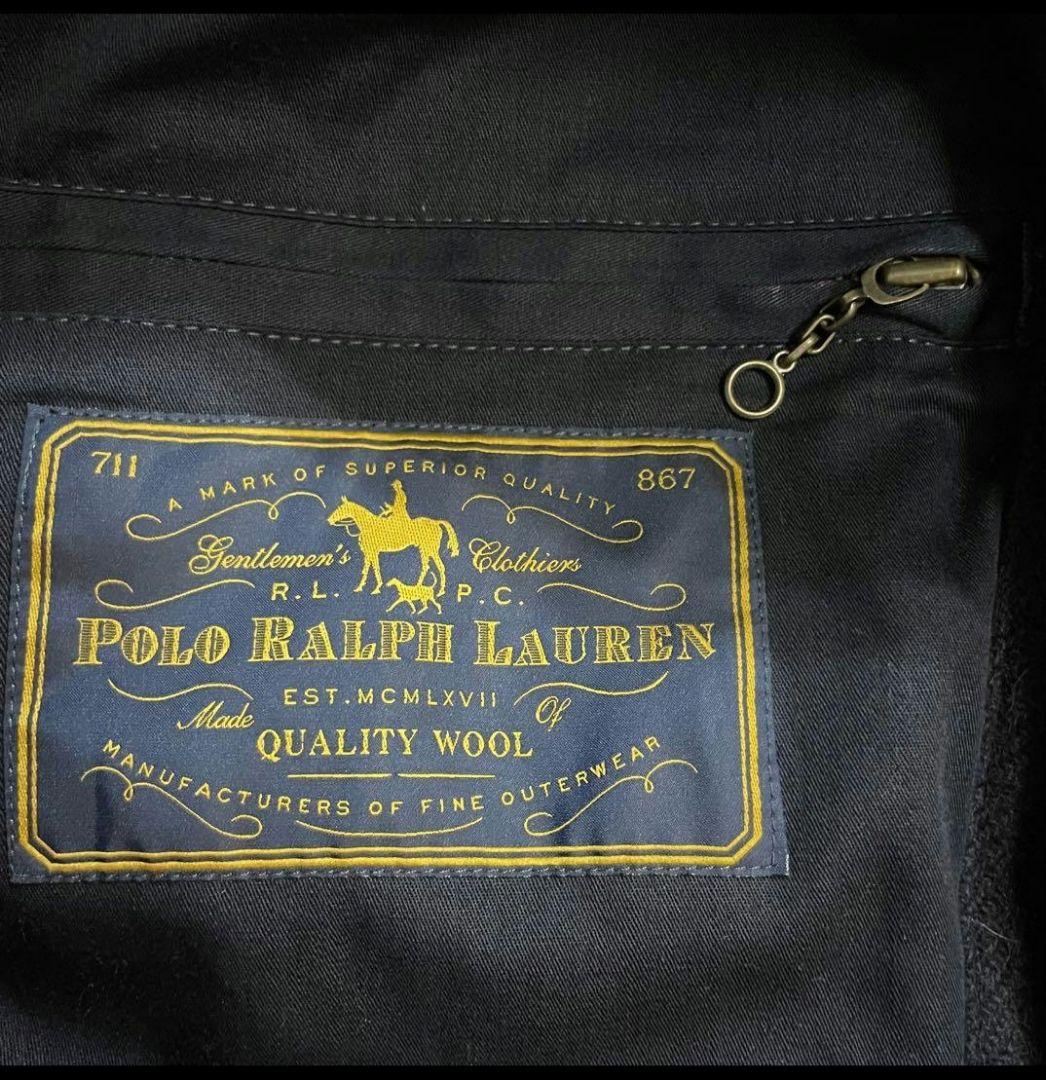 711 867
A MARK OF SUPERIOR QUALITY
Gentlemen's Clothiers
R.L. P.C.
POLO RALPH LAUREN
EST. MCMLXVII
Made Of
QUALITY WOOL
MANUFACTURERS OF FINE OUTERWEAR